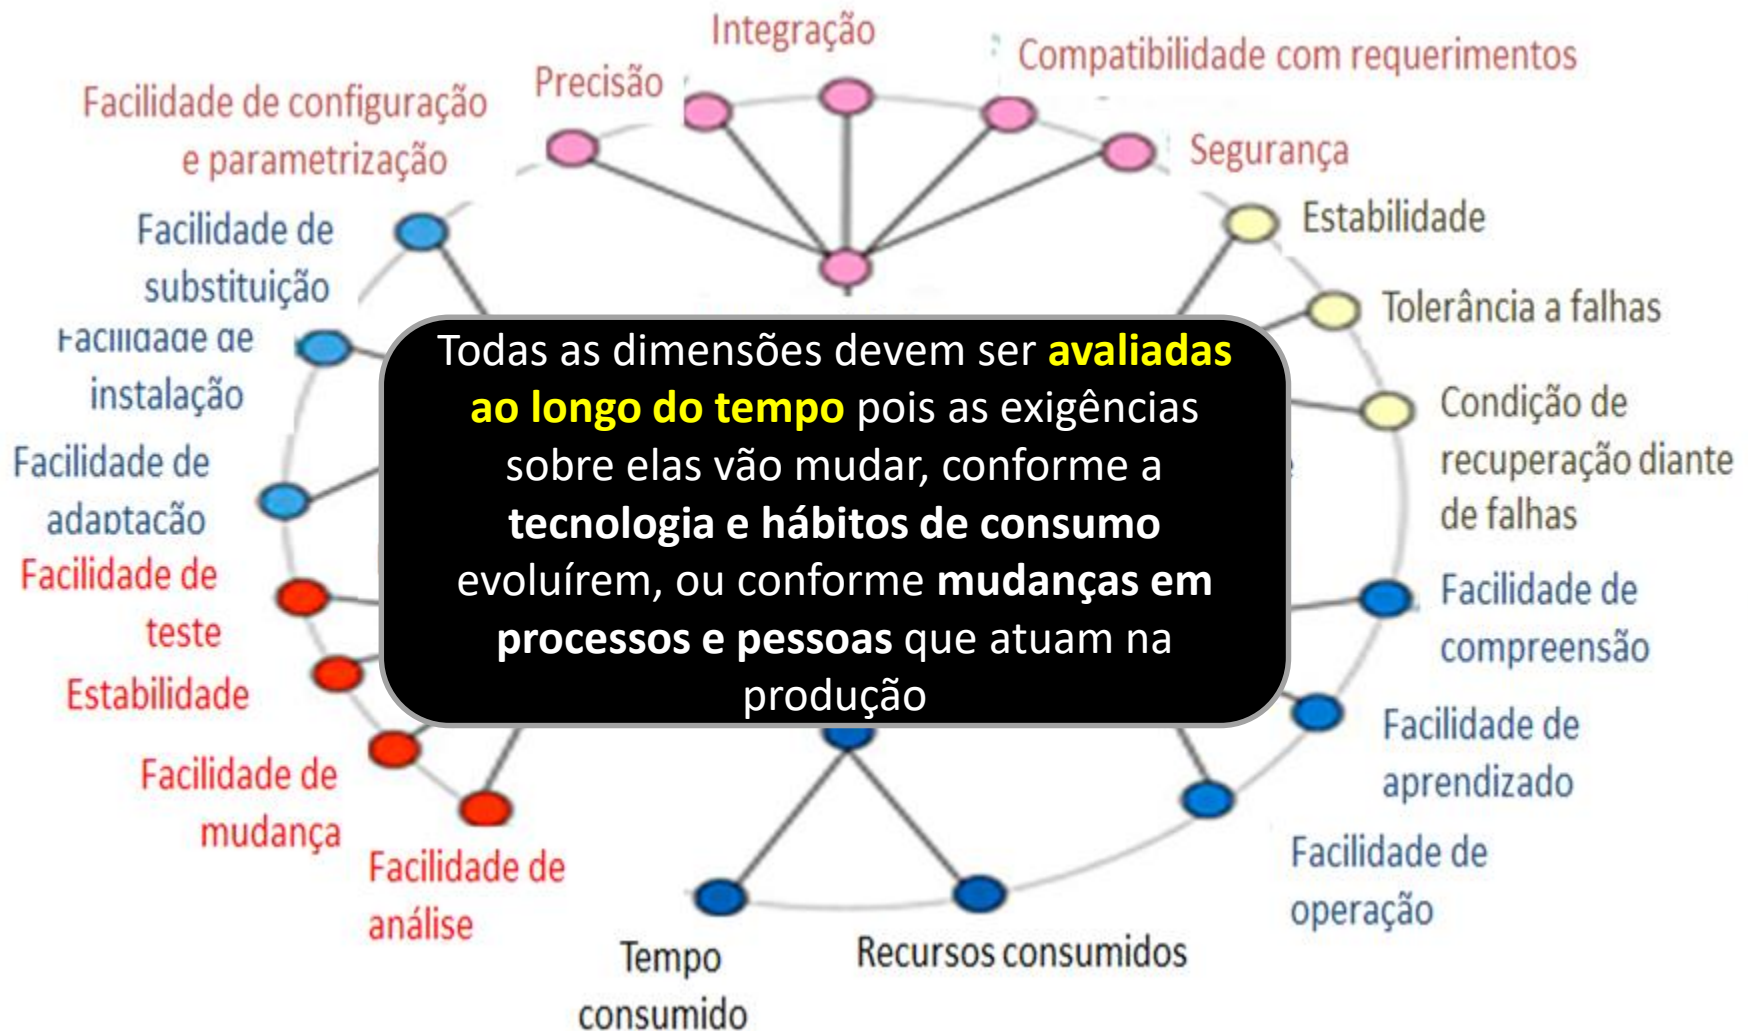 Integração
Compatibilidade com requerimentos
Precisão
Facilidade de configuração
e parametrização
Segurança
Facilidade de
substituição
Estabilidade
Tolerância a falhas
Facilidade de
instalação
Condição de
recuperação diante
de falhas
Facilidade de
adaptação
Todas as dimensões devem ser avaliadas
ao longo do tempo pois as exigências
sobre elas vão mudar, conforme a
tecnologia e hábitos de consumo
evoluírem, ou conforme mudanças em
processos e pessoas que atuam na
produção
Facilidade de
teste
Estabilidade
Facilidade de
mudança
Facilidade de
análise
Facilidade de
compreensão
Facilidade de
aprendizado
Facilidade de
operação
Tempo
consumido
Recursos consumidos